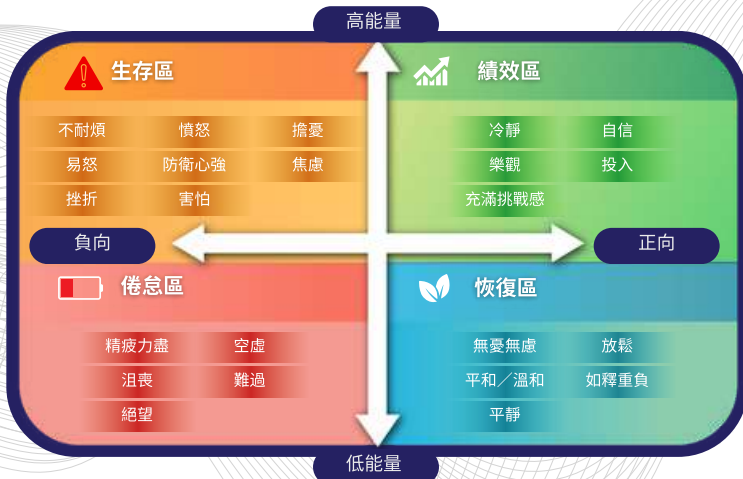 高能量
生存區
不耐煩 憤怒 擔憂
易怒 防衛心強 焦慮
挫折 害怕
績效區
冷靜 自信
樂觀 投入
充滿挑戰感
負向
正向
倦怠區
精疲力盡 空虛
沮喪 難過
絕望
恢復區
無憂無慮 放鬆
平和／溫和 如釋重負
平靜
低能量